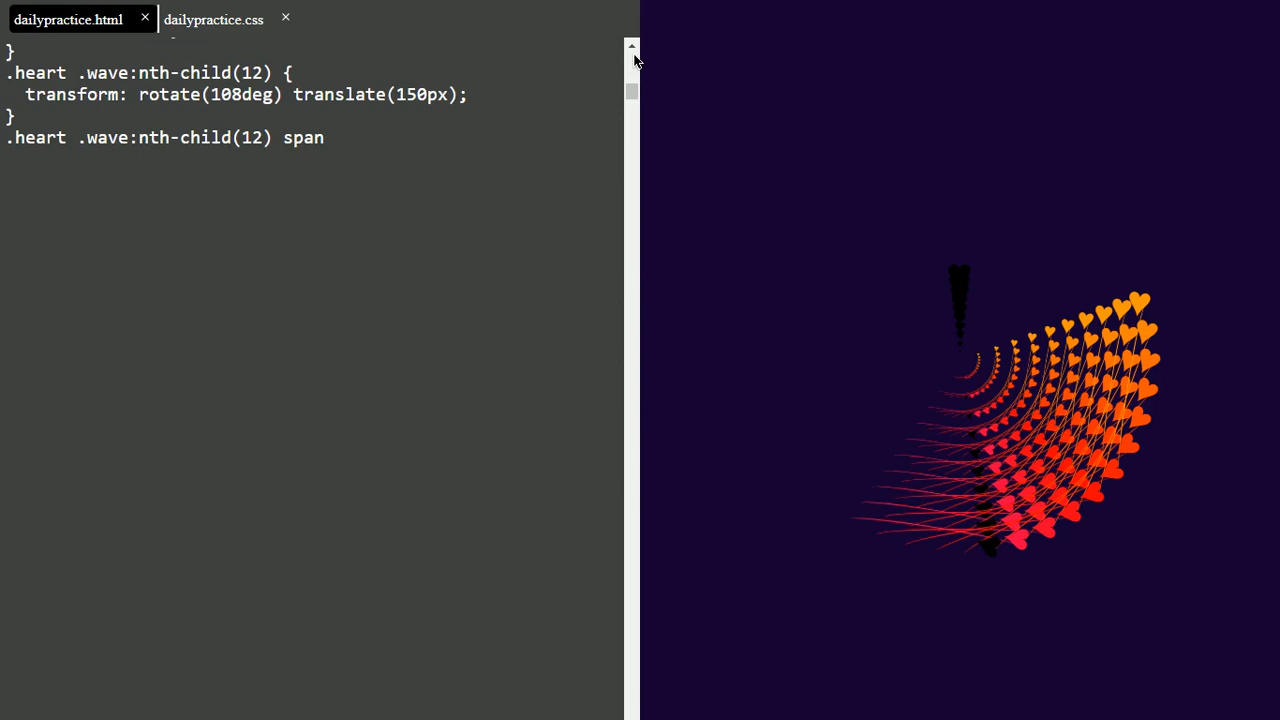 dailypractice.html × dailypractice.css ×
}
.heart .wave:nth-child(12) {
  transform: rotate(108deg) translate(150px);
}
.heart .wave:nth-child(12) span